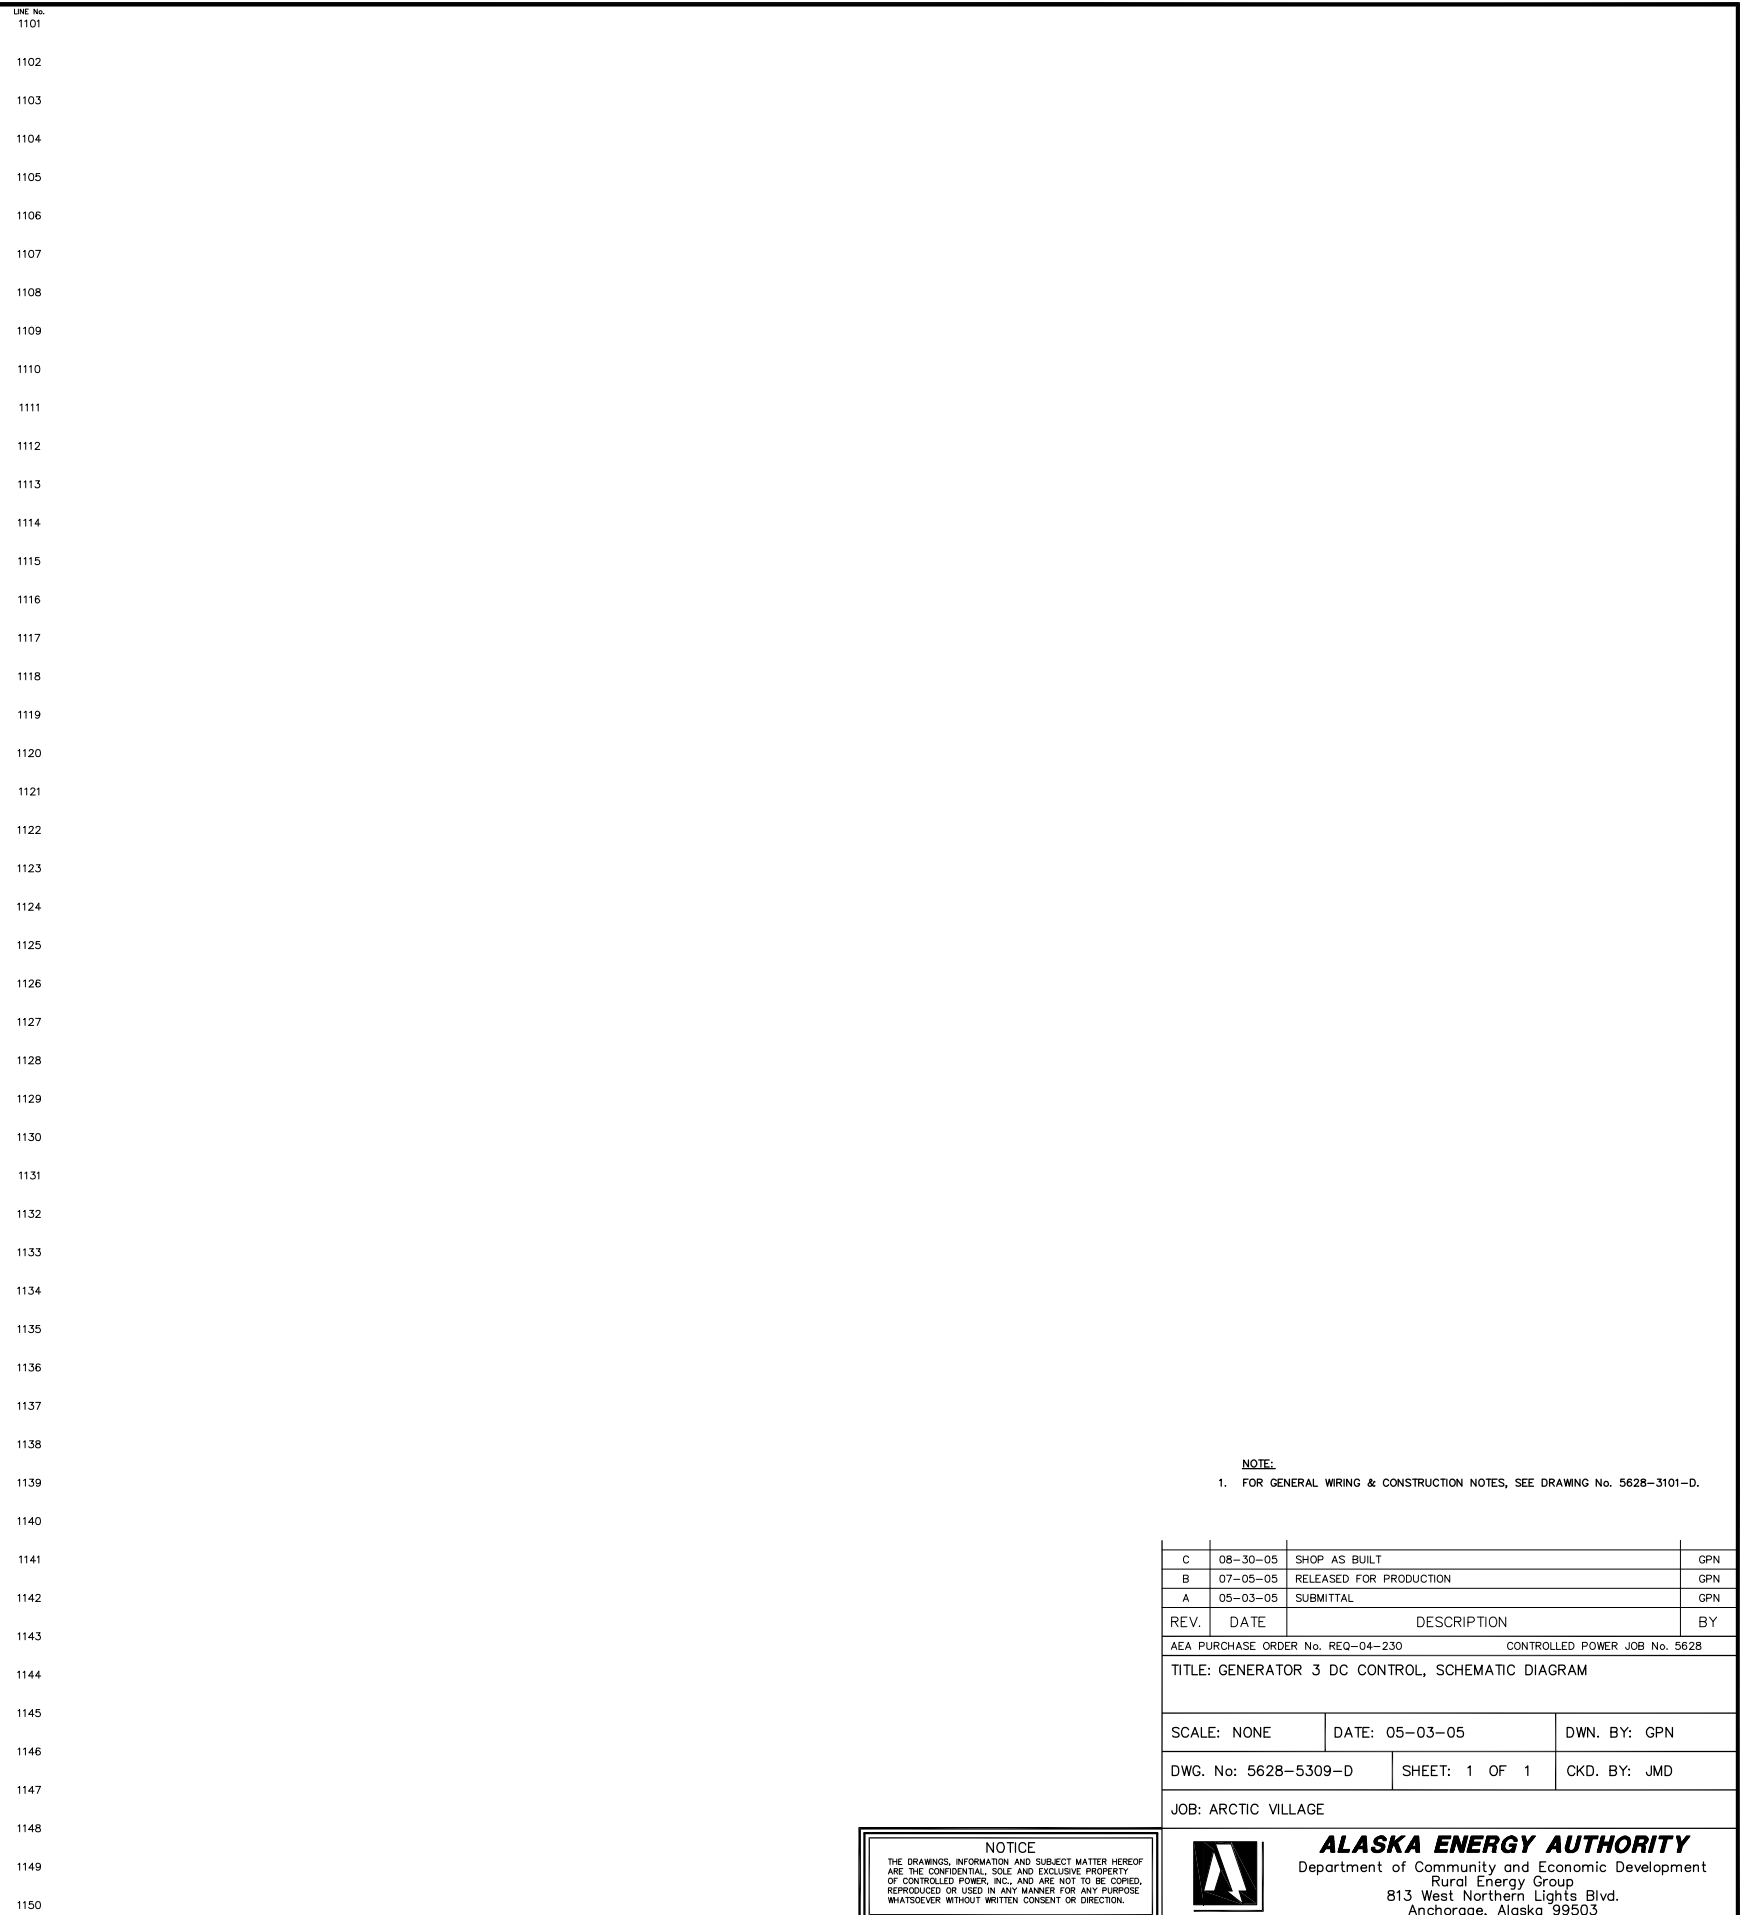 LINE No.
1101
1102
1103
1104
1105
1106
1107
1108
1109
1110
1111
1112
1113
1114
1115
1116
1117
1118
1119
1120
1121
1122
1123
1124
1125
1126
1127
1128
1129
1130
1131
1132
1133
1134
1135
1136
1137
1138
1139
1140
1141
1142
1143
1144
1145
1146
1147
1148
1149
1150
NOTE:
1. FOR GENERAL WIRING & CONSTRUCTION NOTES, SEE DRAWING No. 5628-3101-D.
C 08-30-05 SHOP AS BUILT GPN
B 07-05-05 RELEASED FOR PRODUCTION GPN
A 05-03-05 SUBMITTAL GPN
REV. DATE DESCRIPTION BY
AEA PURCHASE ORDER No. REQ-04-230 CONTROLLED POWER JOB No. 5628
TITLE: GENERATOR 3 DC CONTROL, SCHEMATIC DIAGRAM
SCALE: NONE DATE: 05-03-05 DWN. BY: GPN
DWG. No: 5628-5309-D SHEET: 1 OF 1 CKD. BY: JMD
JOB: ARCTIC VILLAGE
NOTICE
THE DRAWINGS, INFORMATION AND SUBJECT MATTER HEREOF
ARE THE CONFIDENTIAL, SOLE AND EXCLUSIVE PROPERTY
OF CONTROLLED POWER, INC., AND ARE NOT TO BE COPIED,
REPRODUCED OR USED IN ANY MANNER FOR ANY PURPOSE
WHATSOEVER WITHOUT WRITTEN CONSENT OR DIRECTION.
ALASKA ENERGY AUTHORITY
Department of Community and Economic Development
Rural Energy Group
813 West Northern Lights Blvd.
Anchorage, Alaska 99503